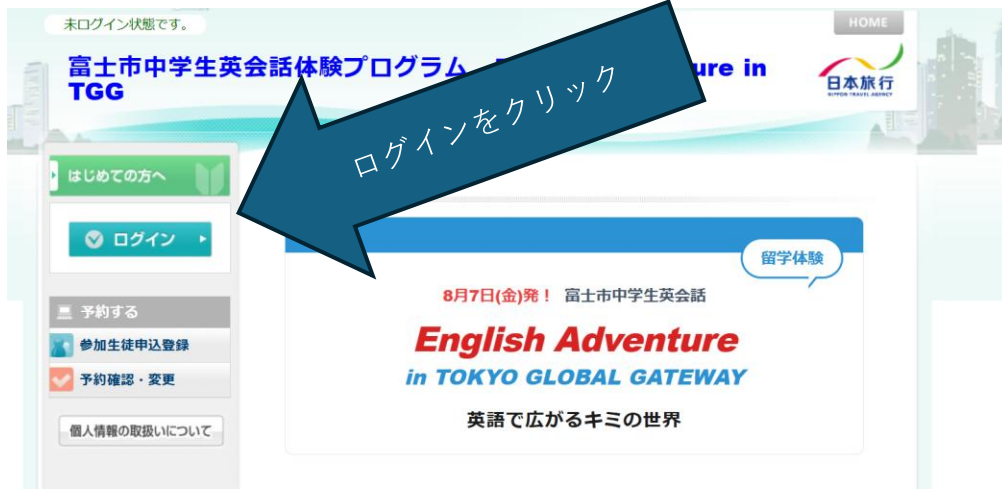 未ログイン状態です。
HOME
富士市中学生英会話体験プログラム
ure in
TGG
日本旅行
NIPPON TRAVEL AGENCY
ログインをクリック
はじめての方へ
ログイン
留学体験
8月7日(金)発! 富士市中学生英会話
予約する
参加生徒申込登録
English Adventure
in TOKYO GLOBAL GATEWAY
予約確認・変更
英語で広がるキミの世界
個人情報の取扱いについて